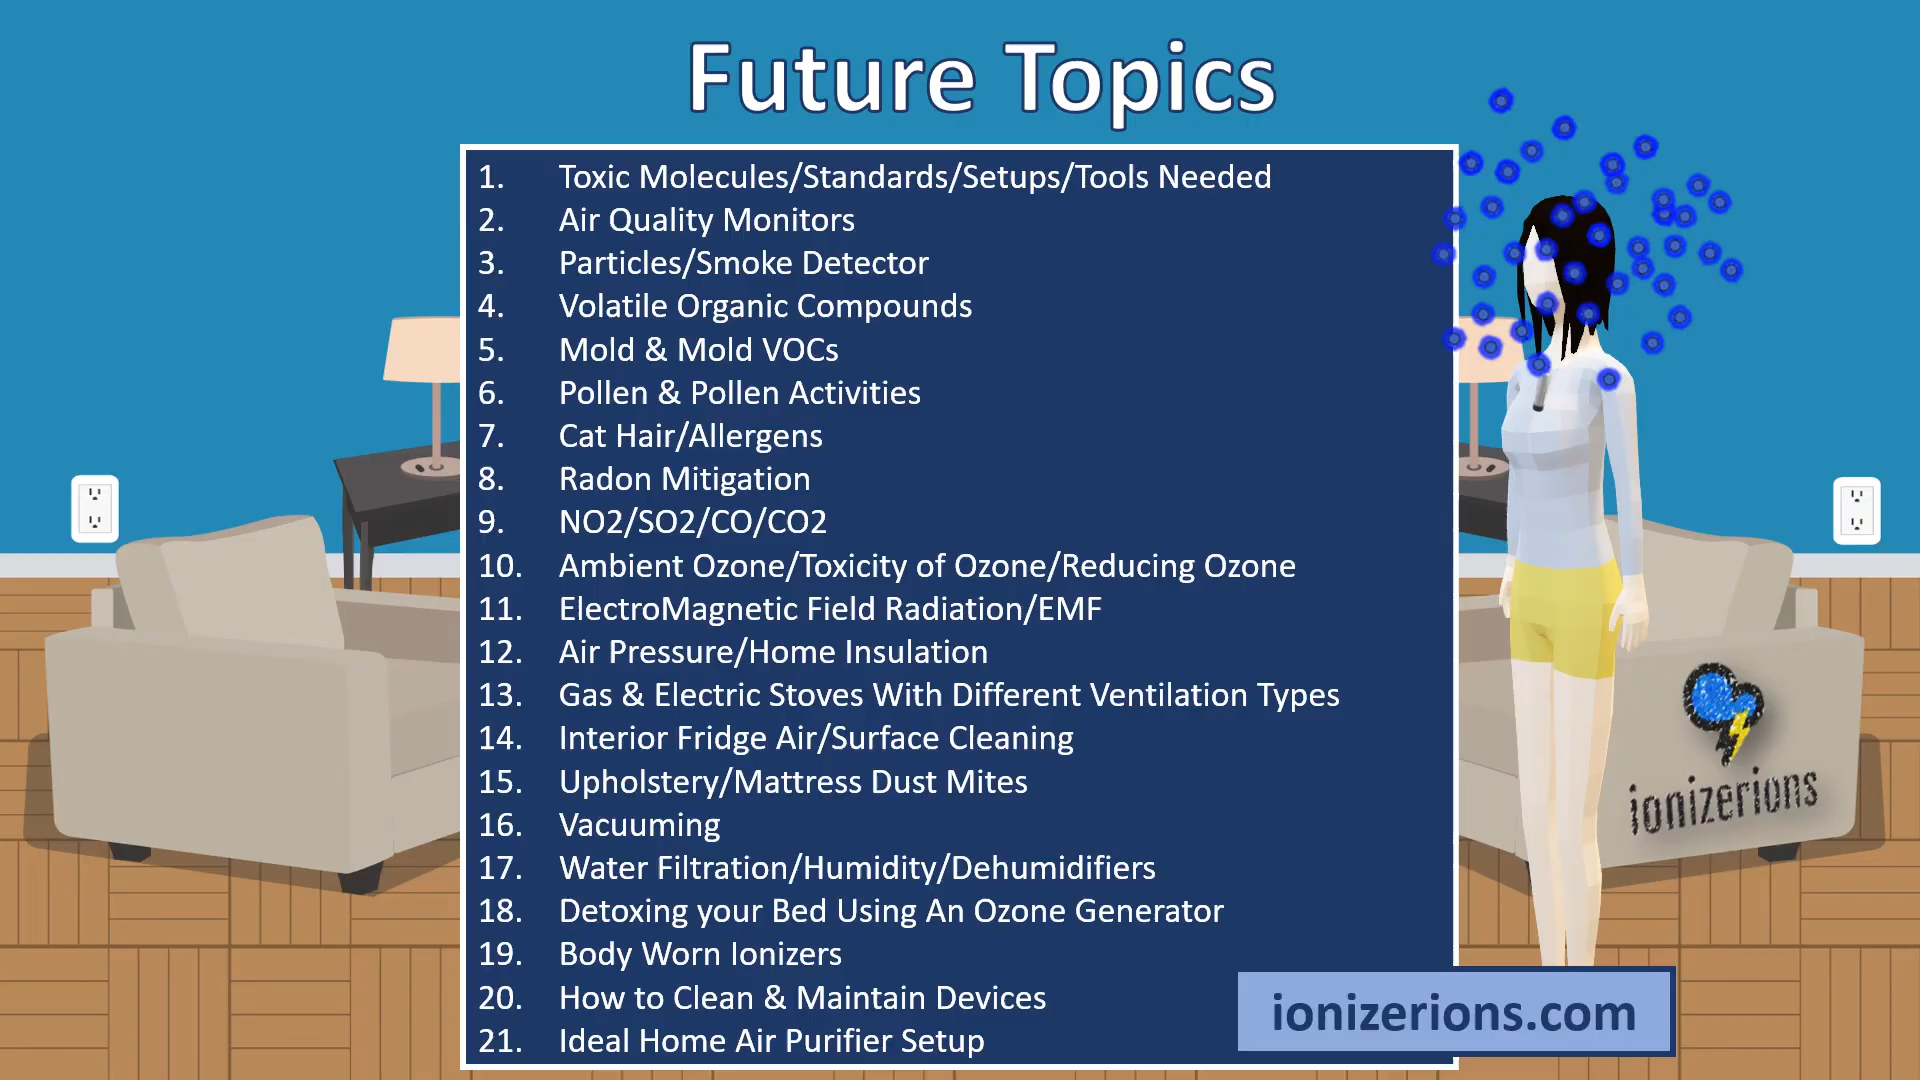 Future Topics
1. Toxic Molecules/Standards/Setups/Tools Needed
2. Air Quality Monitors
3. Particles/Smoke Detector
4. Volatile Organic Compounds
5. Mold & Mold VOCs
6. Pollen & Pollen Activities
7. Cat Hair/Allergens
8. Radon Mitigation
9. NO2/SO2/CO/CO2
10. Ambient Ozone/Toxicity of Ozone/Reducing Ozone
11. ElectroMagnetic Field Radiation/EMF
12. Air Pressure/Home Insulation
13. Gas & Electric Stoves With Different Ventilation Types
14. Interior Fridge Air/Surface Cleaning
15. Upholstery/Mattress Dust Mites
16. Vacuuming
17. Water Filtration/Humidity/Dehumidifiers
18. Detoxing your Bed Using An Ozone Generator
19. Body Worn Ionizers
20. How to Clean & Maintain Devices
21. Ideal Home Air Purifier Setup
ionizerions
ionizerions.com